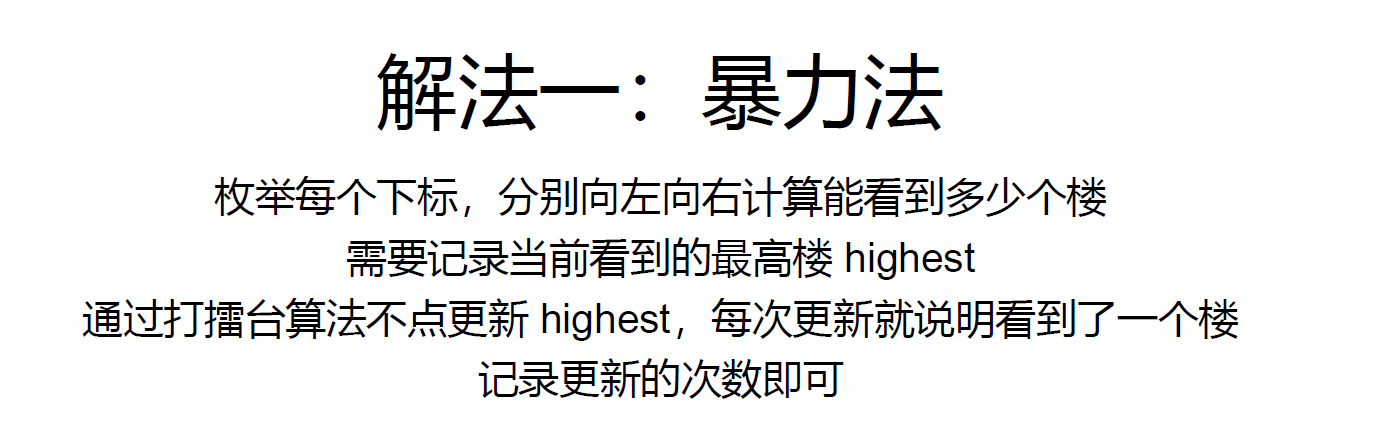 解法一：暴力法
枚举每个下标，分别向左向右计算能看到多少个楼
需要记录当前看到的最高楼 highest
通过打擂台算法不点更新 highest，每次更新就说明看到了一个楼
记录更新的次数即可